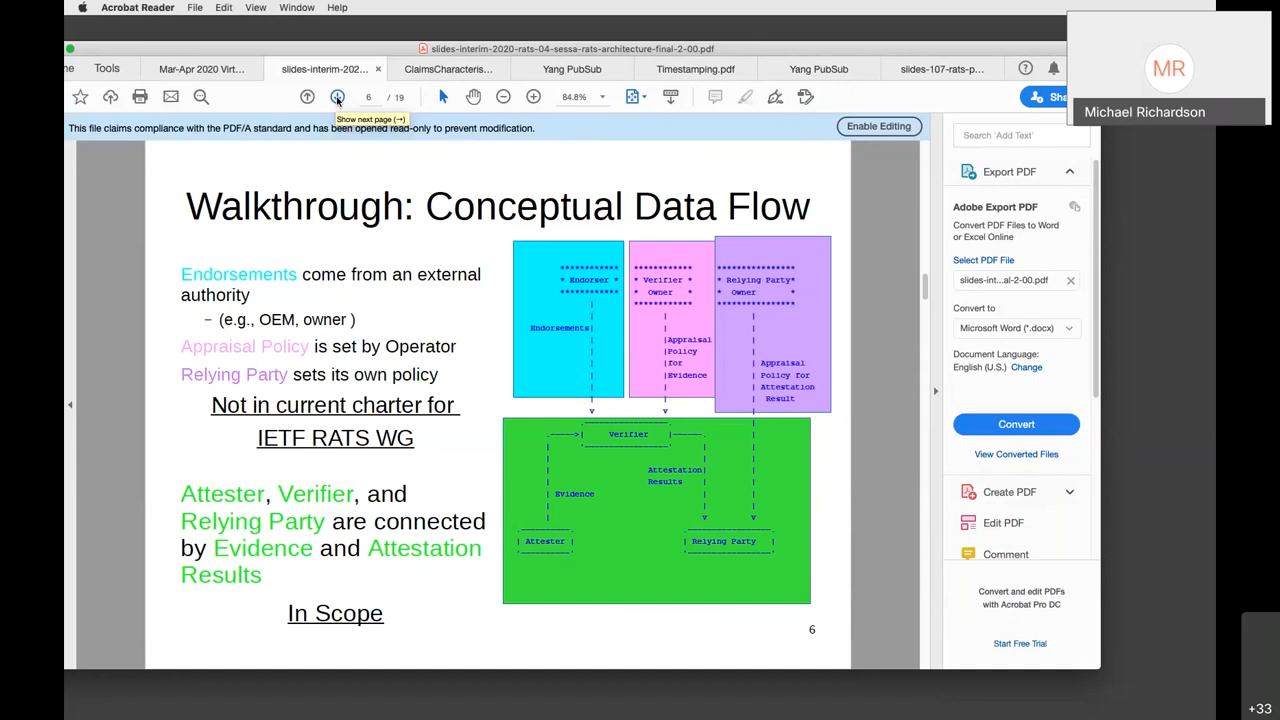 Acrobat Reader File Edit View Window Help
slides-interim-2020-rats-04-sessa-rats-architecture-final-2-00.pdf
me Tools Mar-Apr 2020 Virt... slides-interim-202... × ClaimsCharacteris... Yang PubSub Timestamping.pdf Yang PubSub slides-107-rats-p...
6 / 19 84.8% Sha
Show next page (→)
This file claims compliance with the PDF/A standard and has been opened read-only to prevent modification. Enable Editing
MR
Michael Richardson
Walkthrough: Conceptual Data Flow
Endorsements come from an external
authority
– (e.g., OEM, owner )
Appraisal Policy is set by Operator
Relying Party sets its own policy
Not in current charter for
IETF RATS WG
Attester, Verifier, and
Relying Party are connected
by Evidence and Attestation
Results
In Scope
************ ************ ****************
* Endorser * * Verifier * * Relying Party*
************ * Owner * * Owner *
************ ****************
Endorsements|
|Appraisal
|Policy
|for
|Evidence
Appraisal
Policy for
Attestation
Result
Verifier
Attestation
Results
Evidence
| Attester | | Relying Party |
6
Search 'Add Text'
Export PDF
Adobe Export PDF
Convert PDF Files to Word
or Excel Online
Select PDF File
slides-int...al-2-00.pdf
Convert to
Microsoft Word (*.docx)
Document Language:
English (U.S.) Change
Convert
View Converted Files
Create PDF
Edit PDF
Comment
Convert and edit PDFs
with Acrobat Pro DC
Start Free Trial
+33